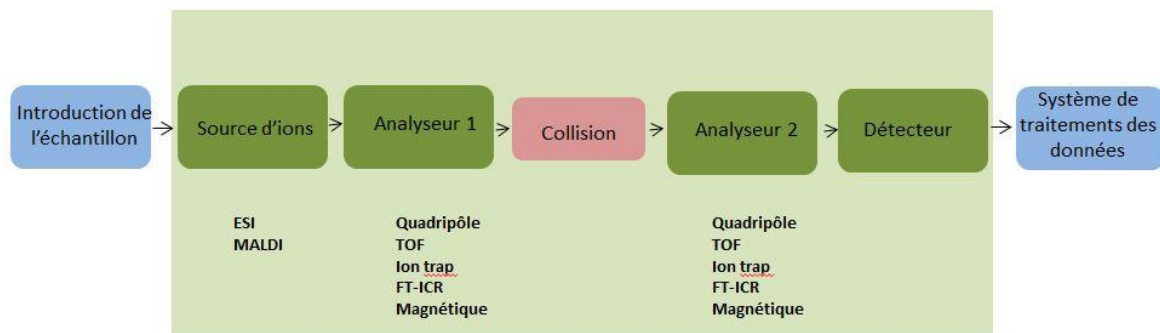 Introduction de
l'échantillon
Source d'ions
Analyseur 1
Collision
Analyseur 2
Détecteur
Système de
traitements des
données
ESI
MALDI
Quadripôle
TOF
Ion trap
FT-ICR
Magnétique
Quadripôle
TOF
Ion trap
FT-ICR
Magnétique